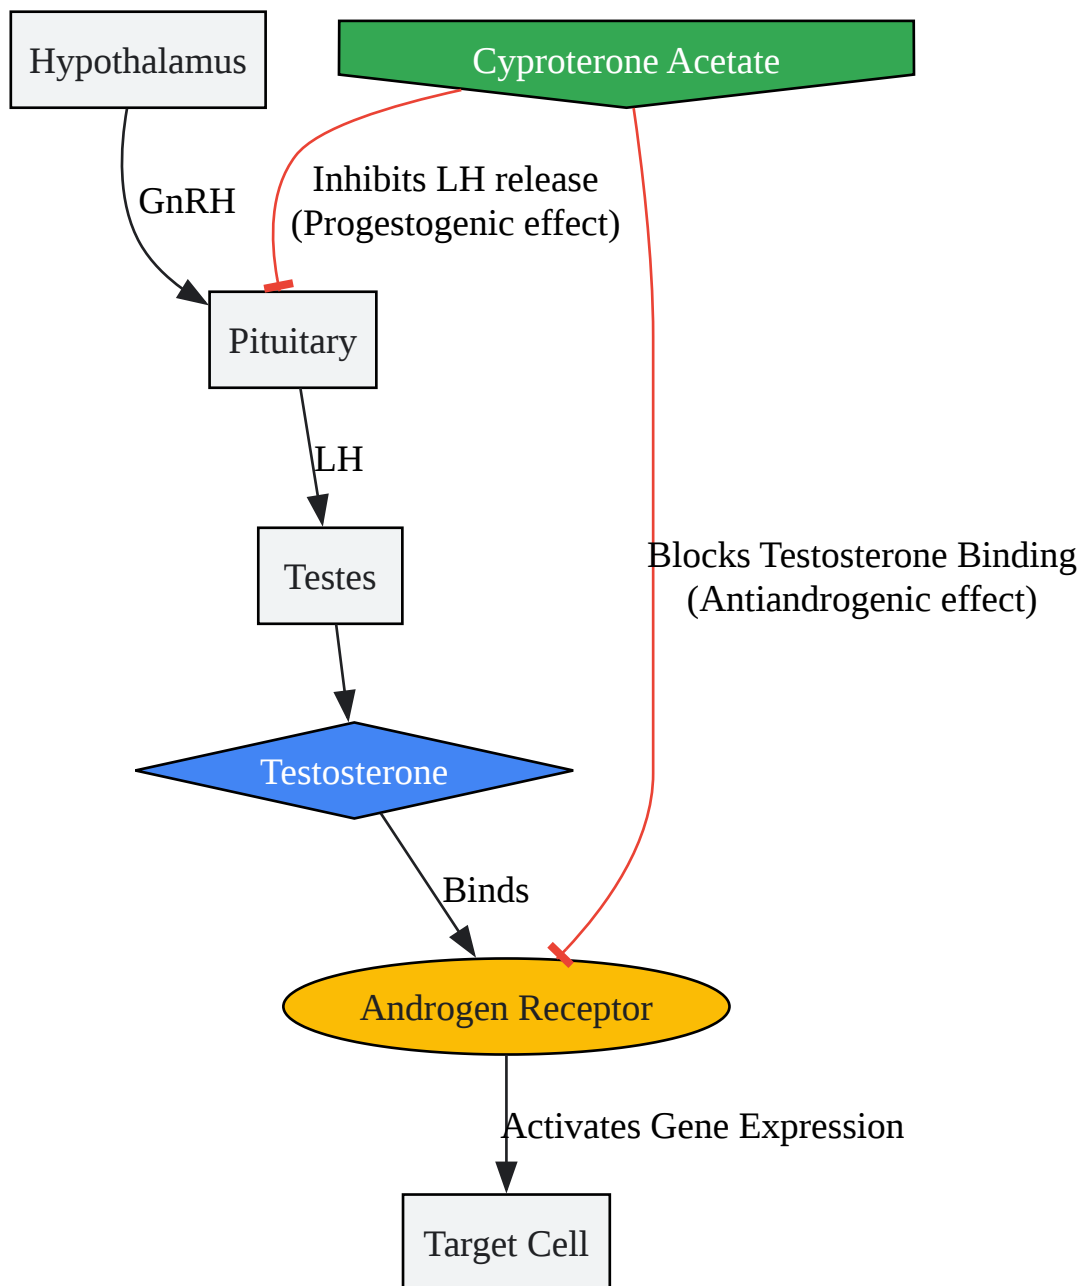 Hypothalamus
Cyproterone Acetate
GnRH
Inhibits LH release
(Progestogenic effect)
Pituitary
LH
Testes
Blocks Testosterone Binding
(Antiandrogenic effect)
Testosterone
Binds
Androgen Receptor
Activates Gene Expression
Target Cell